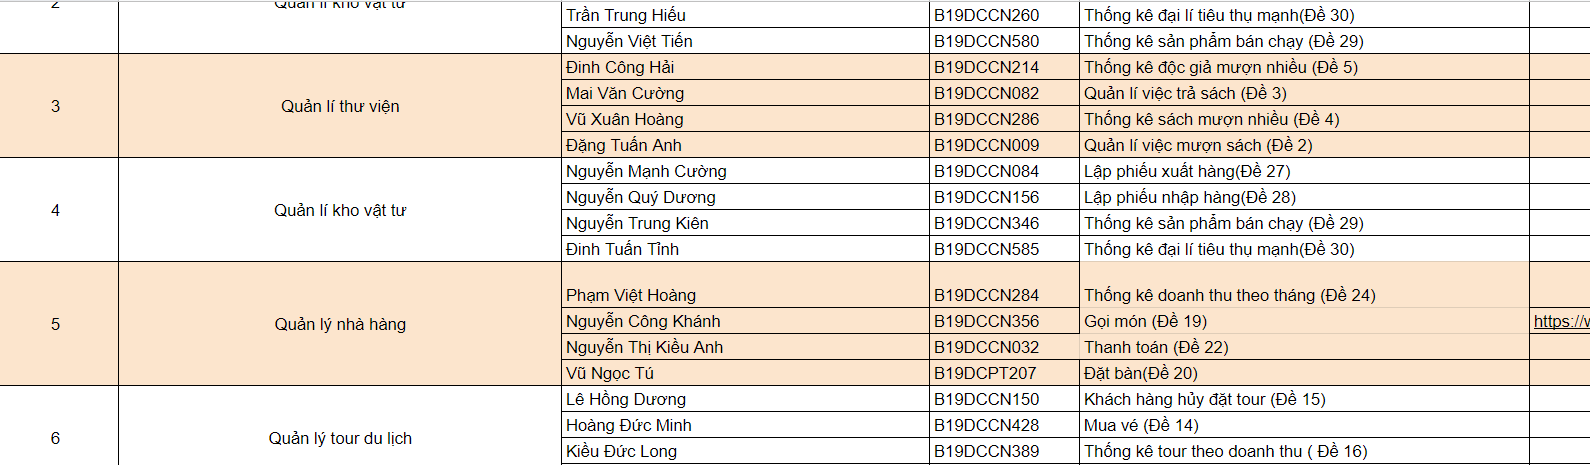 2 Quản lí kho vật tư
Trần Trung Hiếu B19DCCN260 Thống kê đại lí tiêu thụ mạnh(Đề 30)
Nguyễn Việt Tiến B19DCCN580 Thống kê sản phẩm bán chạy (Đề 29)
3 Quản lí thư viện
Đinh Công Hải B19DCCN214 Thống kê độc giả mượn nhiều (Đề 5)
Mai Văn Cường B19DCCN082 Quản lí việc trả sách (Đề 3)
Vũ Xuân Hoàng B19DCCN286 Thống kê sách mượn nhiều (Đề 4)
Đặng Tuấn Anh B19DCCN009 Quản lí việc mượn sách (Đề 2)
4 Quản lí kho vật tư
Nguyễn Mạnh Cường B19DCCN084 Lập phiếu xuất hàng(Đề 27)
Nguyễn Quý Dương B19DCCN156 Lập phiếu nhập hàng(Đề 28)
Nguyễn Trung Kiên B19DCCN346 Thống kê sản phẩm bán chạy (Đề 29)
Đinh Tuấn Tĩnh B19DCCN585 Thống kê đại lí tiêu thụ mạnh(Đề 30)
5 Quản lý nhà hàng
Phạm Việt Hoàng B19DCCN284 Thống kê doanh thu theo tháng (Đề 24)
Nguyễn Công Khánh B19DCCN356 Gọi món (Đề 19) https://w
Nguyễn Thị Kiều Anh B19DCCN032 Thanh toán (Đề 22)
Vũ Ngọc Tú B19DCPT207 Đặt bàn(Đề 20)
6 Quản lý tour du lịch
Lê Hồng Dương B19DCCN150 Khách hàng hủy đặt tour (Đề 15)
Hoàng Đức Minh B19DCCN428 Mua vé (Đề 14)
Kiều Đức Long B19DCCN389 Thống kê tour theo doanh thu ( Đề 16)